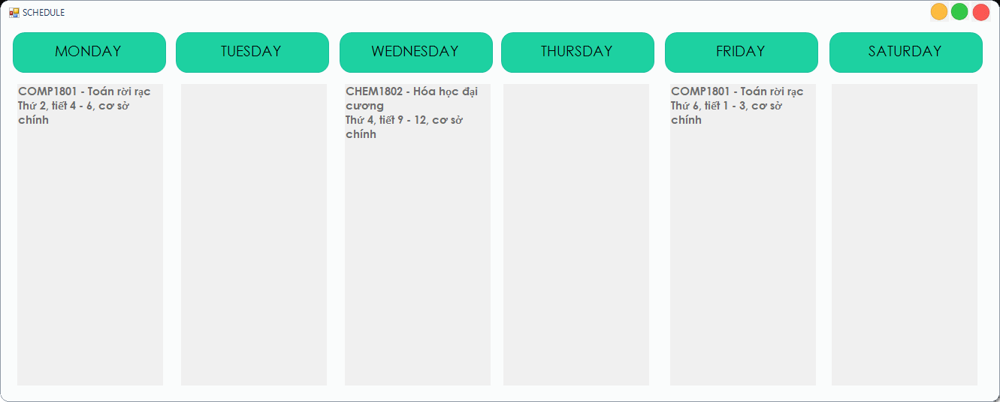 SCHEDULE
MONDAY
TUESDAY
WEDNESDAY
THURSDAY
FRIDAY
SATURDAY
COMP1801 - Toán rời rạc
Thứ 2, tiết 4 - 6, cơ sở
chính
CHEM1802 - Hóa học đại
cương
Thứ 4, tiết 9 - 12, cơ sở
chính
COMP1801 - Toán rời rạc
Thứ 6, tiết 1 - 3, cơ sở
chính